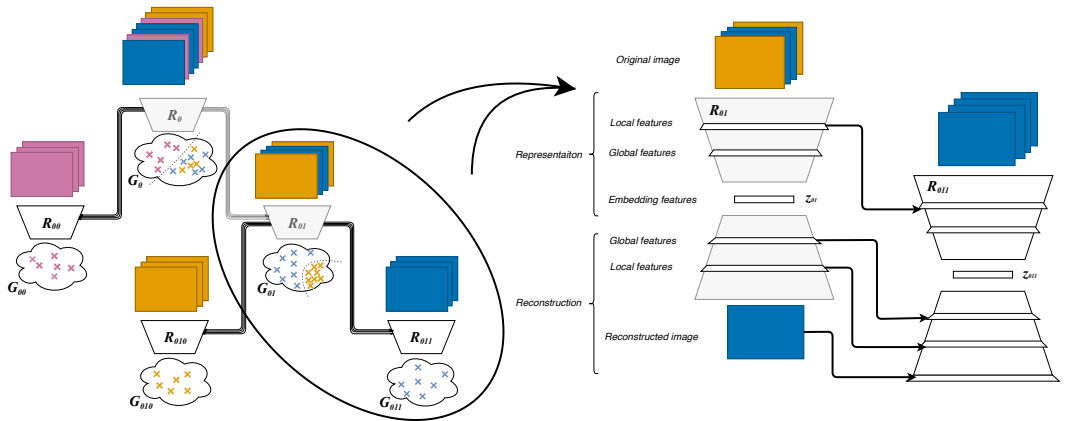 R0
G0
R00
G00
R01
G01
R010
G010
R011
G011
Original image
Representaiton
Local features
Global features
Embedding features
R01
z01
Reconstruction
Global features
Local features
Reconstructed image
R011
z011